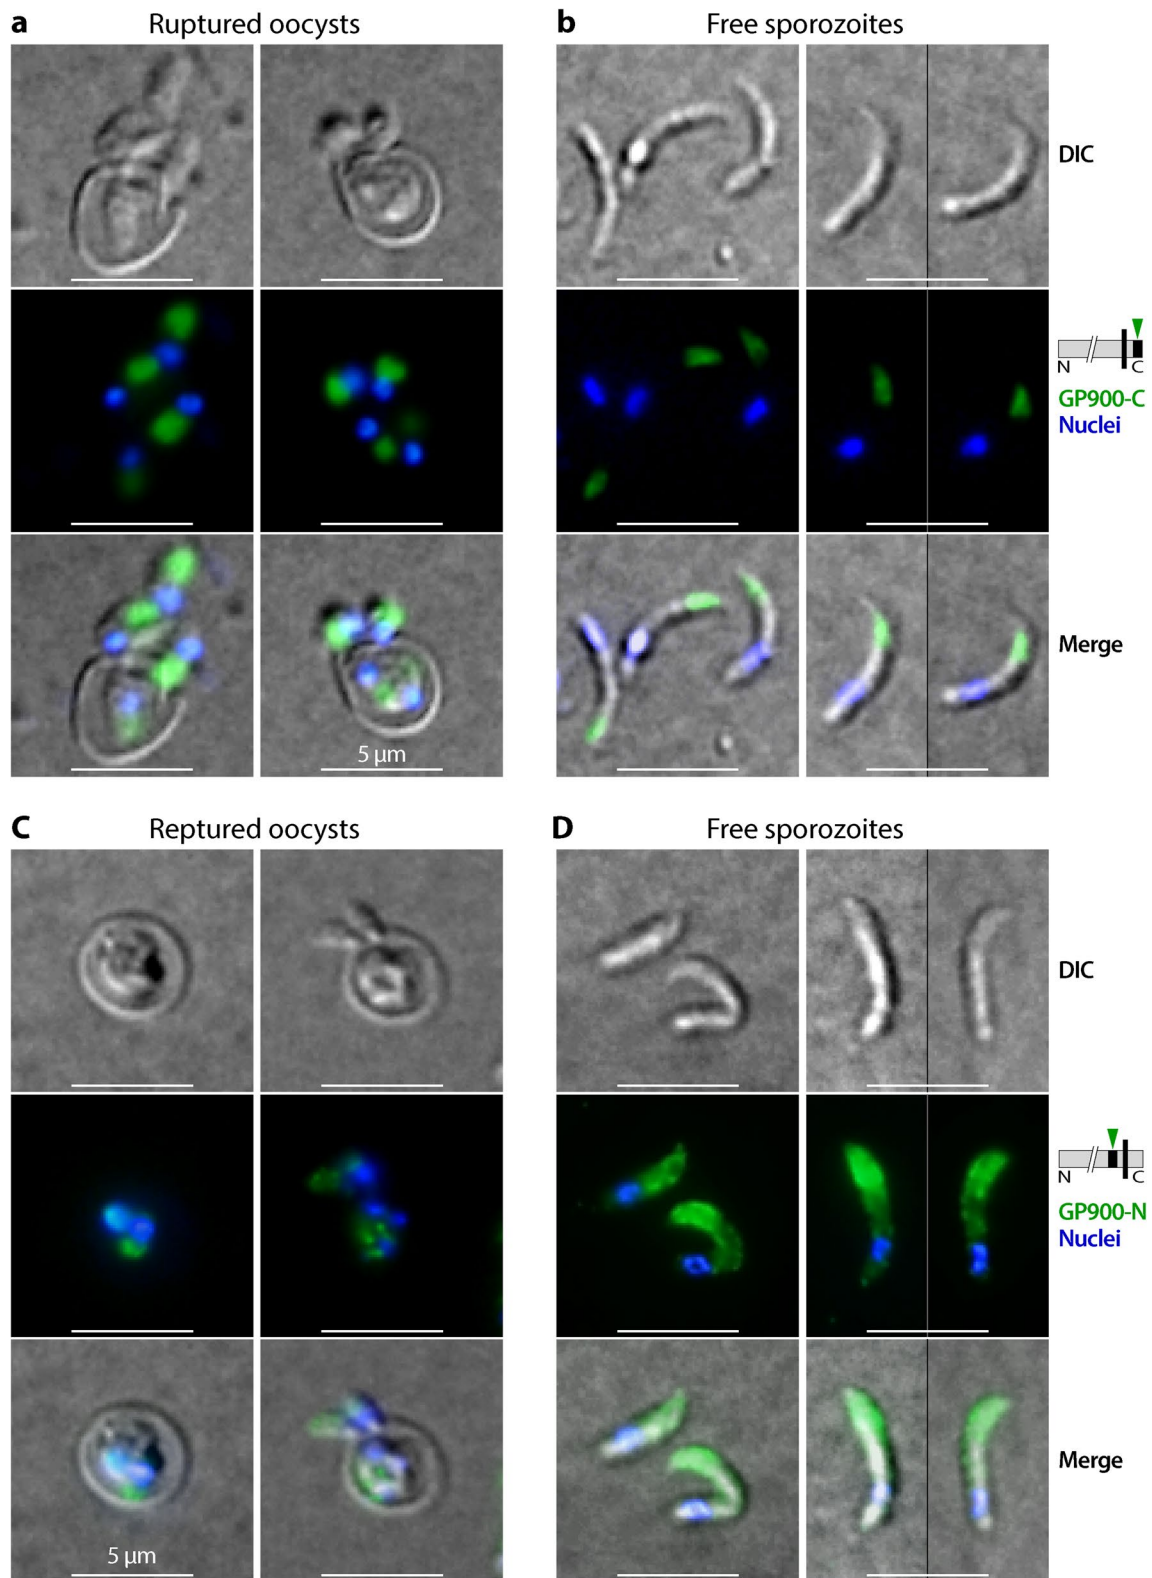 a Ruptured oocysts
b Free sporozoites
DIC
N C
GP900-C
Nuclei
Merge
5 µm
C Reptured oocysts
D Free sporozoites
DIC
N C
GP900-N
Nuclei
Merge
5 µm